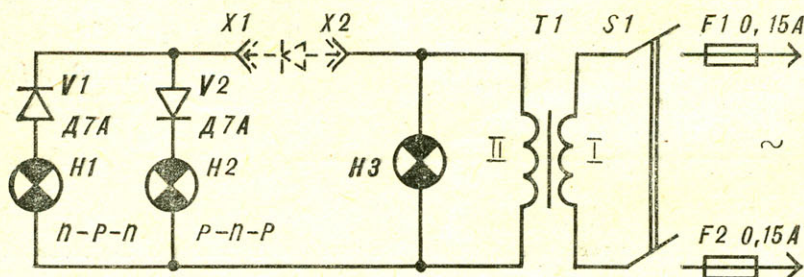 X1 X2 T1 S1 F1 0,15A
V1 V2
Д7А Д7А
H1 H2 H3 II I ~
n-p-n p-n-p F2 0,15A